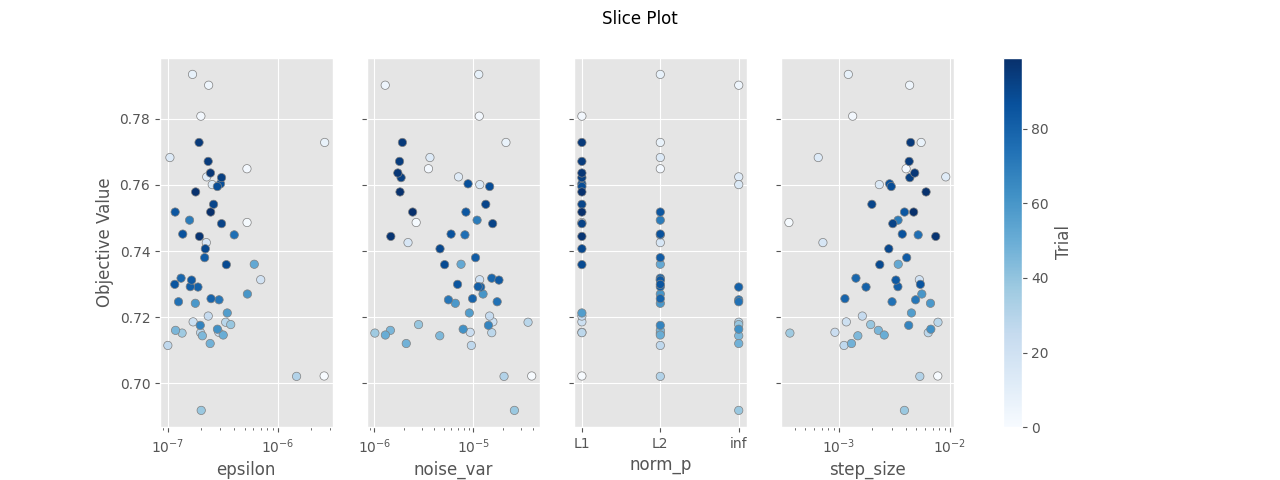 Slice Plot
Objective Value
0.78
0.76
0.74
0.72
0.70
10⁻⁷
10⁻⁶
epsilon
10⁻⁶
10⁻⁵
noise_var
L1
L2
inf
norm_p
10⁻³
10⁻²
step_size
80
60
40
20
0
Trial